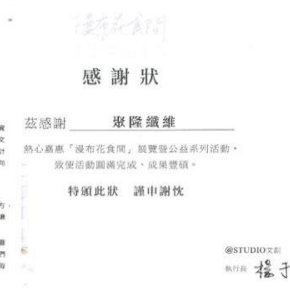 漫布花食間
感謝狀
茲感謝 聚隆纖維
熱心嘉惠「漫布花食間」展覽暨公益系列活動，
致使活動圓滿完成、成果豐碩。
特頒此狀 謹申謝忱
@STUDIO文創
執行長 楊于